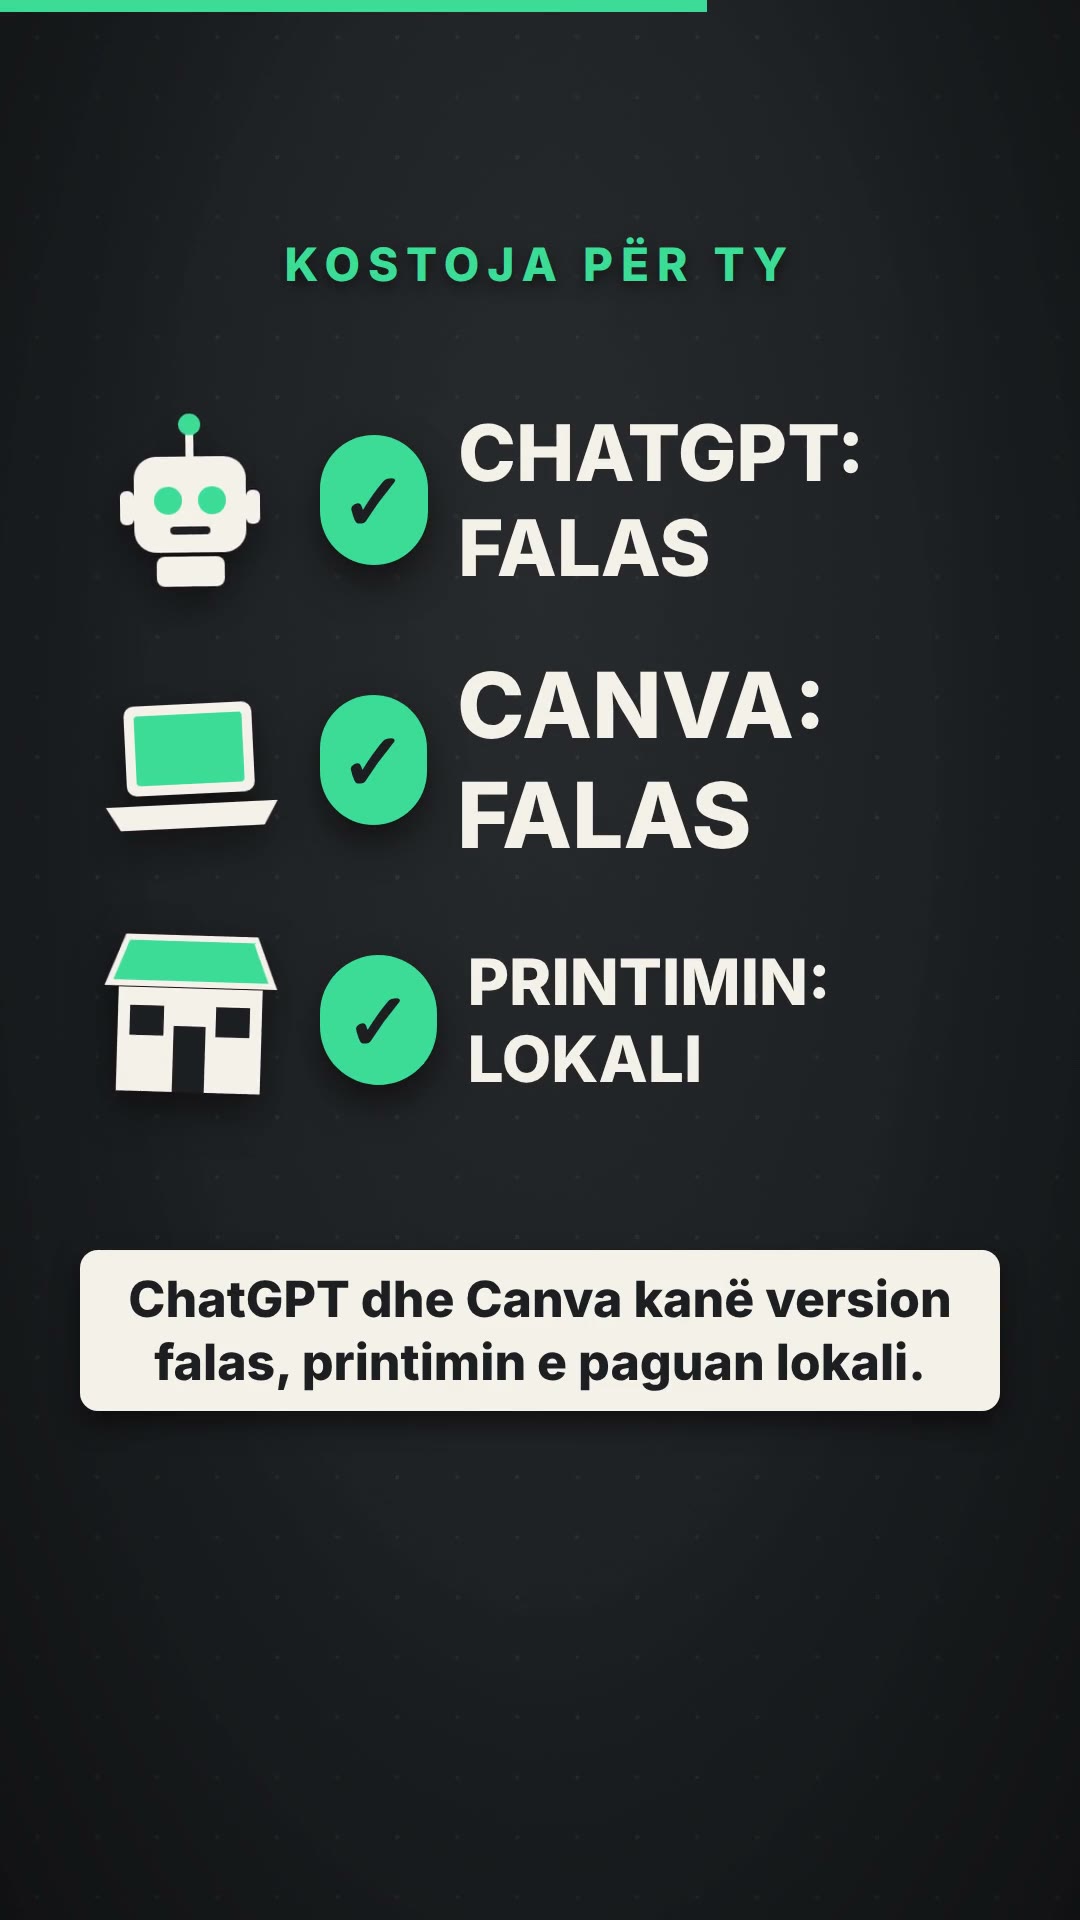 KOSTOJA PËR TY
✓ CHATGPT:
FALAS
✓ CANVA:
FALAS
✓ PRINTIMIN:
LOKALI
ChatGPT dhe Canva kanë version
falas, printimin e paguan lokali.